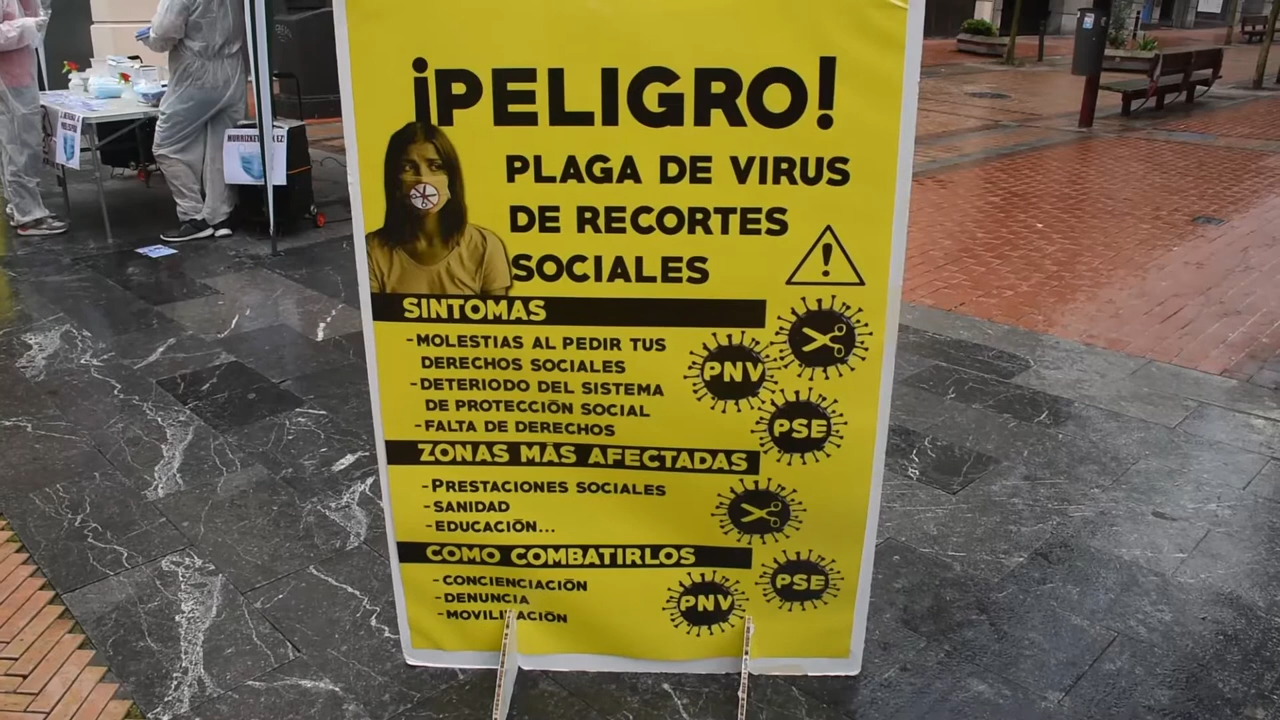 ¡PELIGRO!
PLAGA DE VIRUS
DE RECORTES
SOCIALES
SINTOMAS
-MOLESTIAS AL PEDIR TUS
DERECHOS SOCIALES
-DETERIODO DEL SISTEMA
DE PROTECCIÓN SOCIAL
-FALTA DE DERECHOS
PNV
PSE
ZONAS MÁS AFECTADAS
-PRESTACIONES SOCIALES
-SANIDAD
-EDUCACIÓN...
COMO COMBATIRLOS
-CONCIENCIACIÓN
-DENUNCIA
PNV
PSE